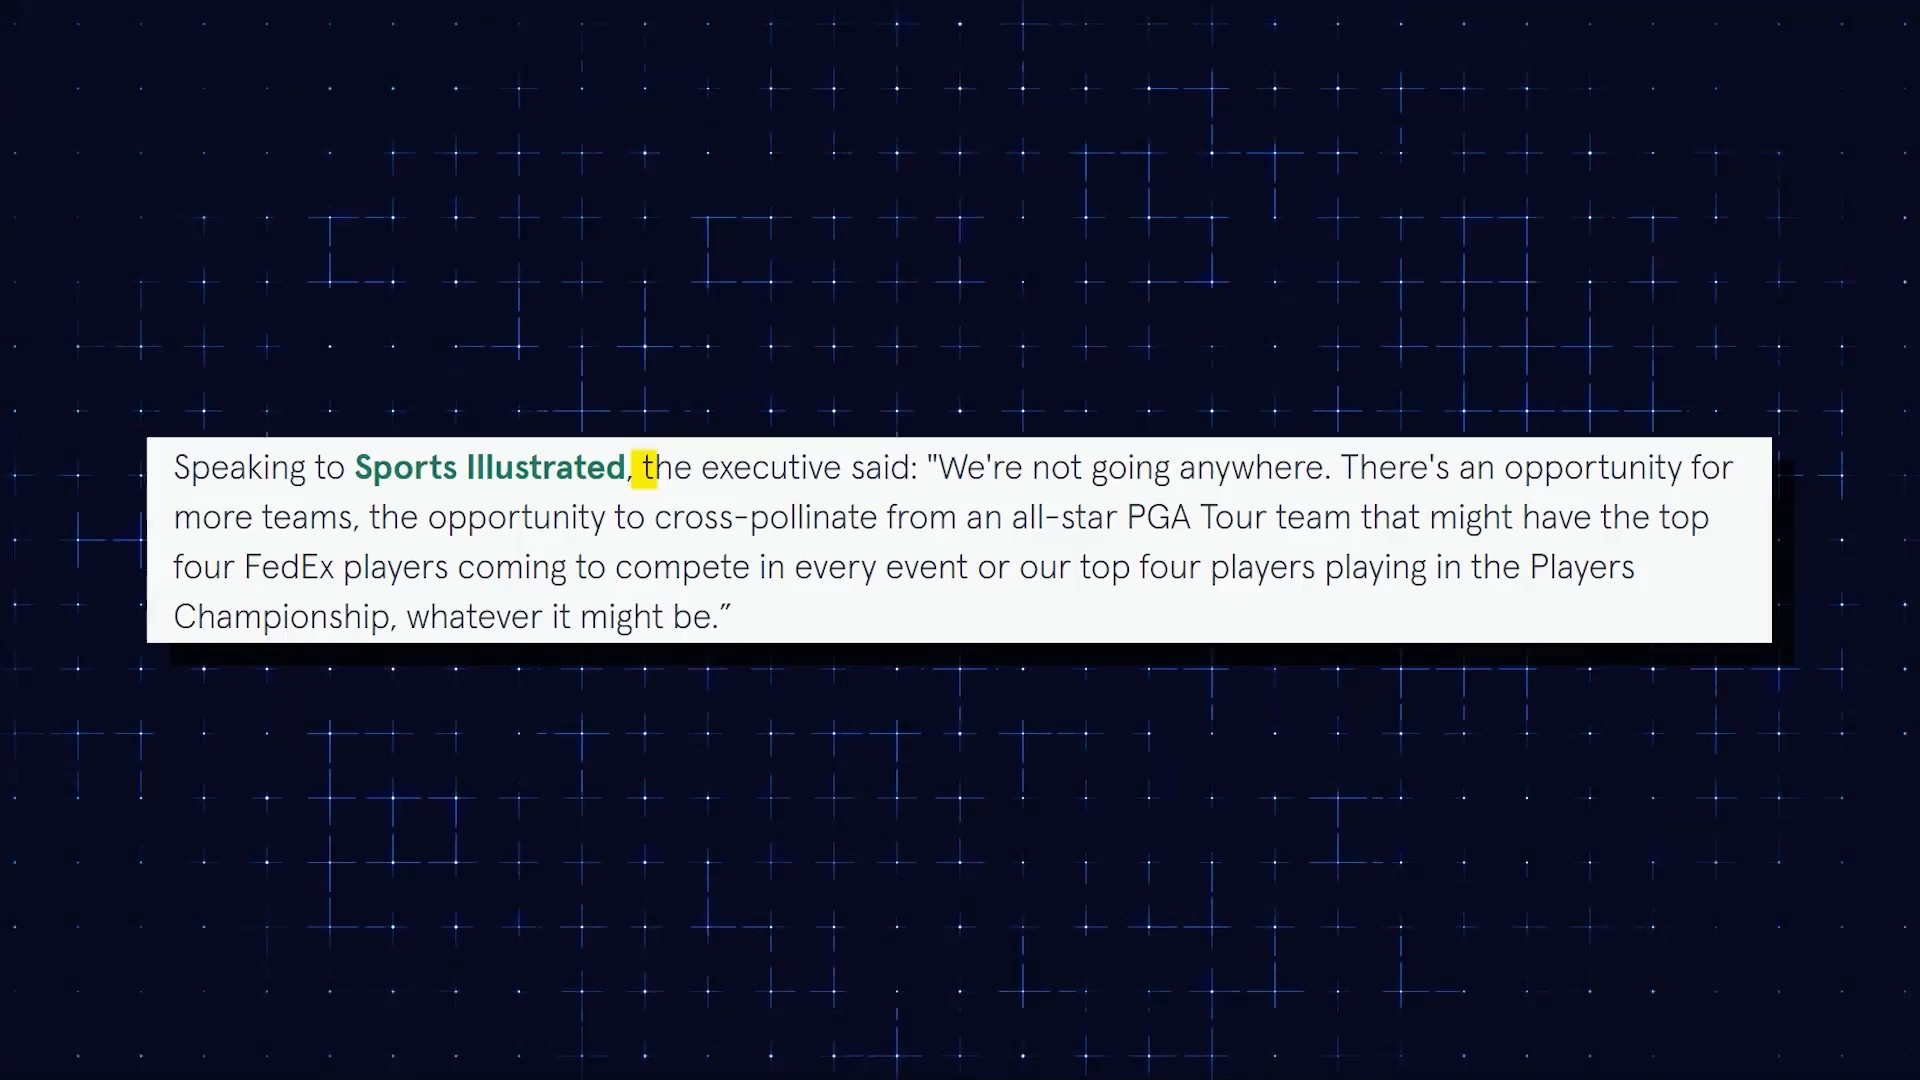 Speaking to Sports Illustrated, the executive said: "We're not going anywhere. There's an opportunity for
more teams, the opportunity to cross-pollinate from an all-star PGA Tour team that might have the top
four FedEx players coming to compete in every event or our top four players playing in the Players
Championship, whatever it might be.”